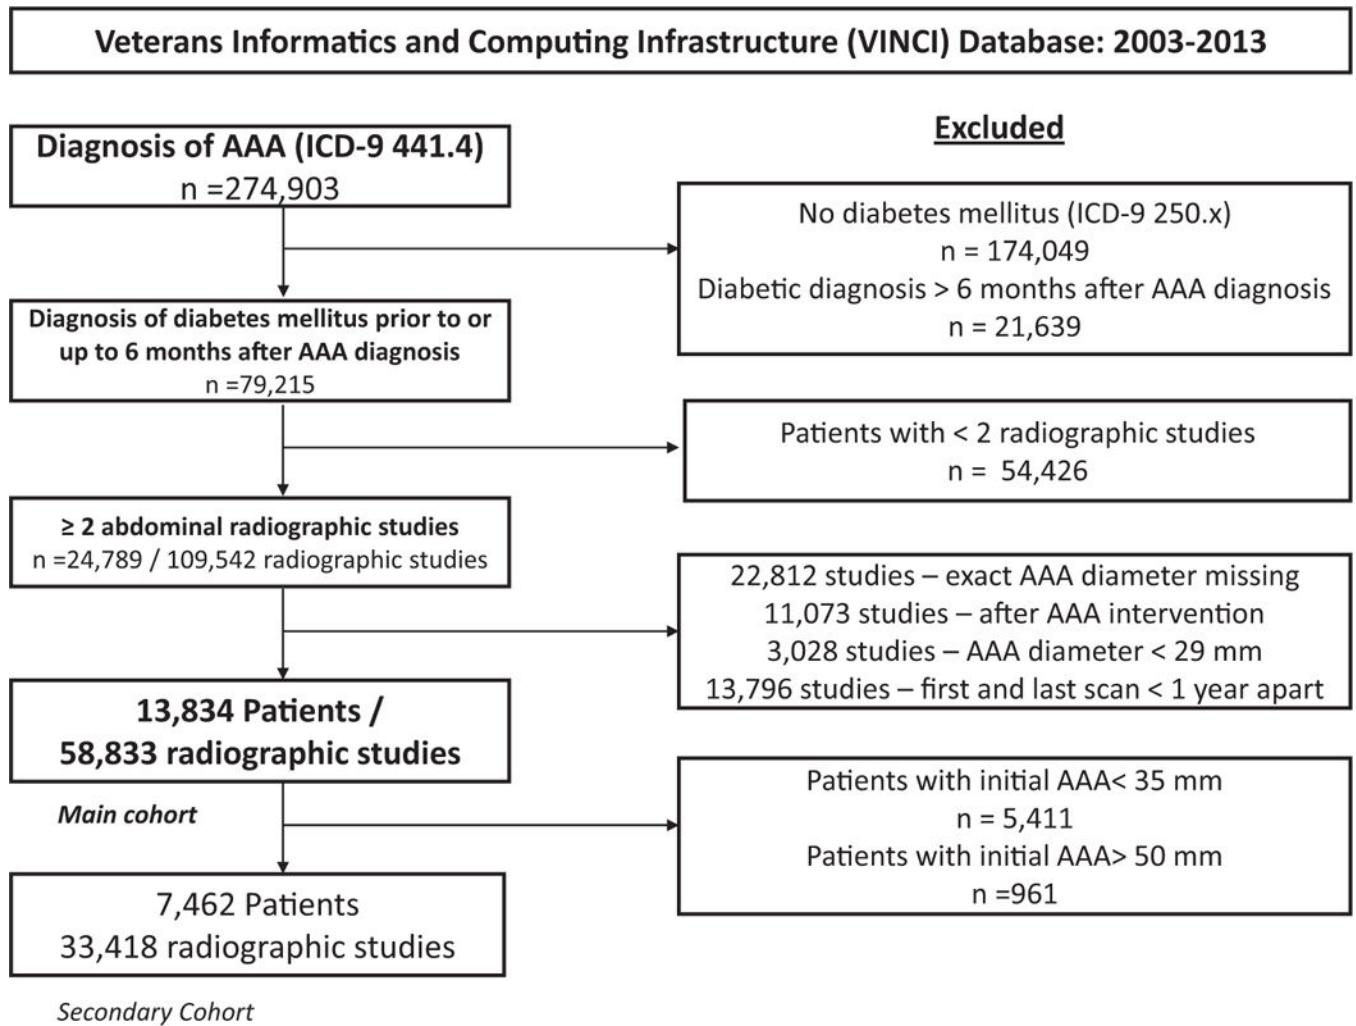 Veterans Informatics and Computing Infrastructure (VINCI) Database: 2003-2013
Excluded
Diagnosis of AAA (ICD-9 441.4)
n =274,903
No diabetes mellitus (ICD-9 250.x)
n = 174,049
Diabetic diagnosis > 6 months after AAA diagnosis
n = 21,639
Diagnosis of diabetes mellitus prior to or
up to 6 months after AAA diagnosis
n =79,215
Patients with < 2 radiographic studies
n =  54,426
≥ 2 abdominal radiographic studies
n =24,789 / 109,542 radiographic studies
22,812 studies – exact AAA diameter missing
11,073 studies – after AAA intervention
3,028 studies – AAA diameter < 29 mm
13,796 studies – first and last scan < 1 year apart
13,834 Patients /
58,833 radiographic studies
Main cohort
Patients with initial AAA< 35 mm
n = 5,411
Patients with initial AAA> 50 mm
n =961
7,462 Patients
33,418 radiographic studies
Secondary Cohort